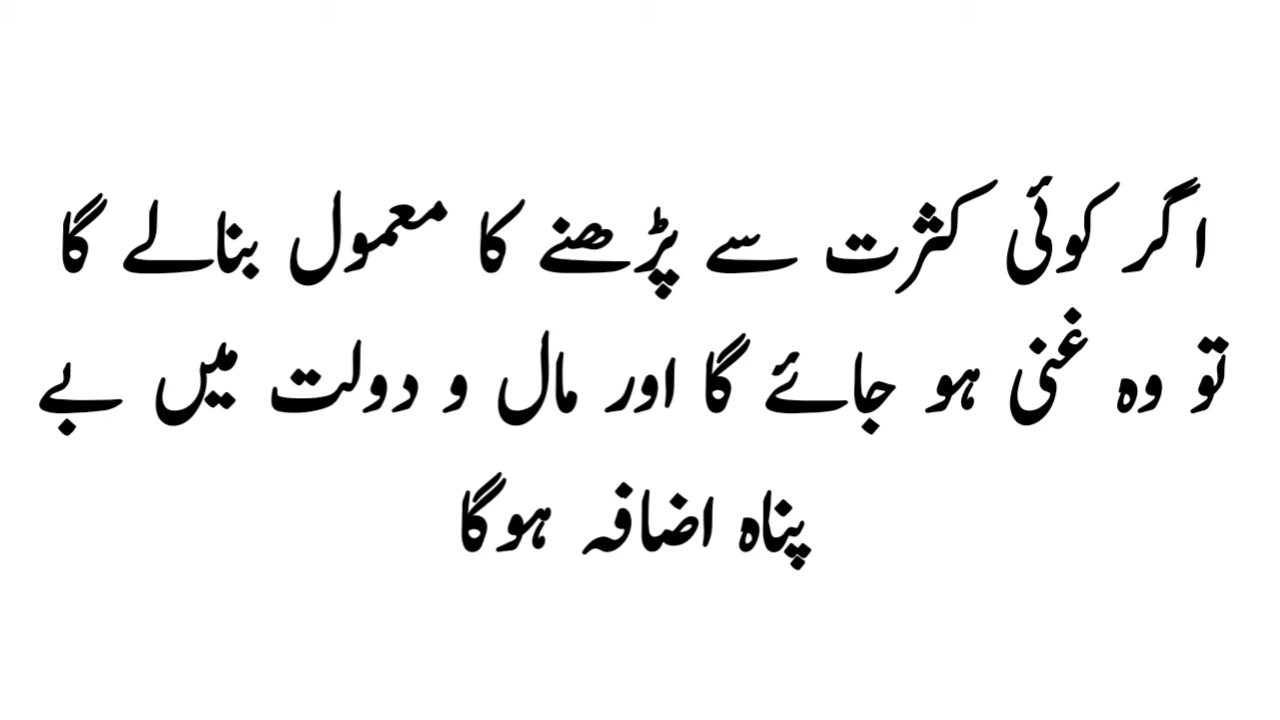 اگر کوئی کثرت سے پڑھنے کا معمول بنالے گا
تو وہ غنی ہو جائے گا اور مال و دولت میں بے
پناہ اضافہ ہوگا